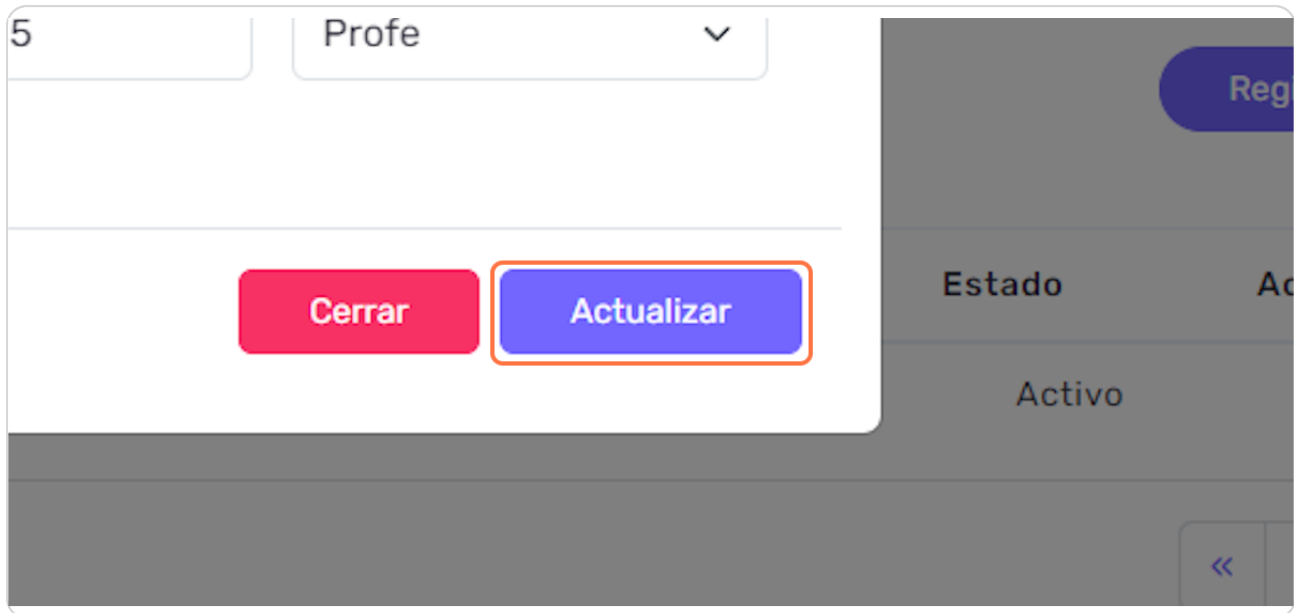 5
Profe
Regi
Cerrar
Actualizar
Estado
Ac
Activo
«